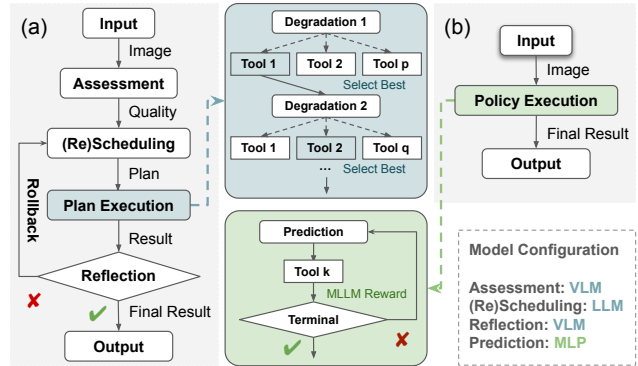 (a)
Input
Image
Assessment
Quality
(Re)Scheduling
Plan
Rollback
Plan Execution
Result
Reflection
Final Result
Output
Degradation 1
Tool 1 Tool 2 Tool p
Select Best
Degradation 2
Tool 1 Tool 2 Tool q
... Select Best
...
Prediction
Tool k
MLLM Reward
Terminal
(b)
Input
Image
Policy Execution
Final Result
Output
Model Configuration
Assessment: VLM
(Re)Scheduling: LLM
Reflection: VLM
Prediction: MLP